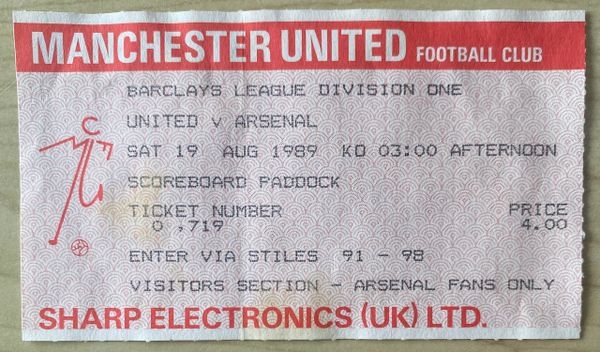 MANCHESTER UNITED FOOTBALL CLUB
BARCLAYS LEAGUE DIVISION ONE
UNITED v ARSENAL
SAT 19 AUG 1989 KO 03:00 AFTERNOON
SCOREBOARD PADDOCK
TICKET NUMBER PRICE
0 ,719 4.00
ENTER VIA STILES 91 - 98
VISITORS SECTION - ARSENAL FANS ONLY
SHARP ELECTRONICS (UK) LTD.